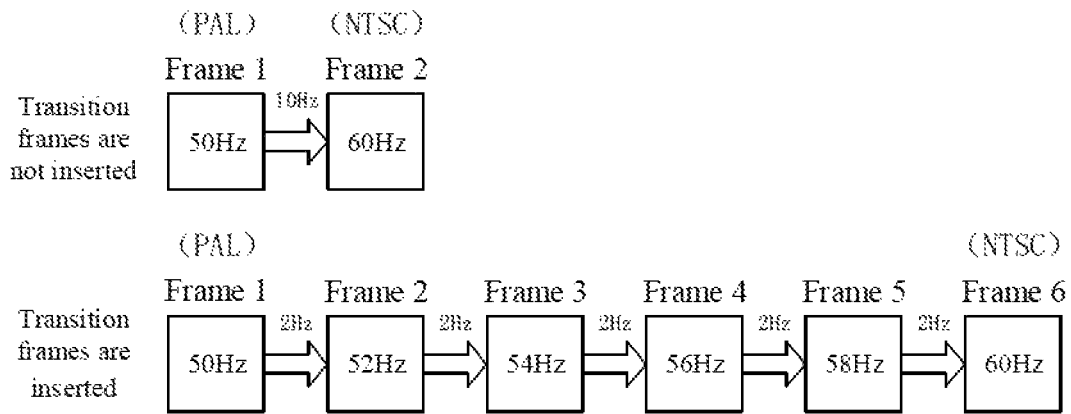 (PAL) (NTSC)
Frame 1 Frame 2
Transition
frames are
not inserted
50Hz 10Hz 60Hz
(PAL) (NTSC)
Frame 1 Frame 2 Frame 3 Frame 4 Frame 5 Frame 6
Transition
frames are
inserted
2Hz 2Hz 2Hz 2Hz 2Hz
50Hz 52Hz 54Hz 56Hz 58Hz 60Hz